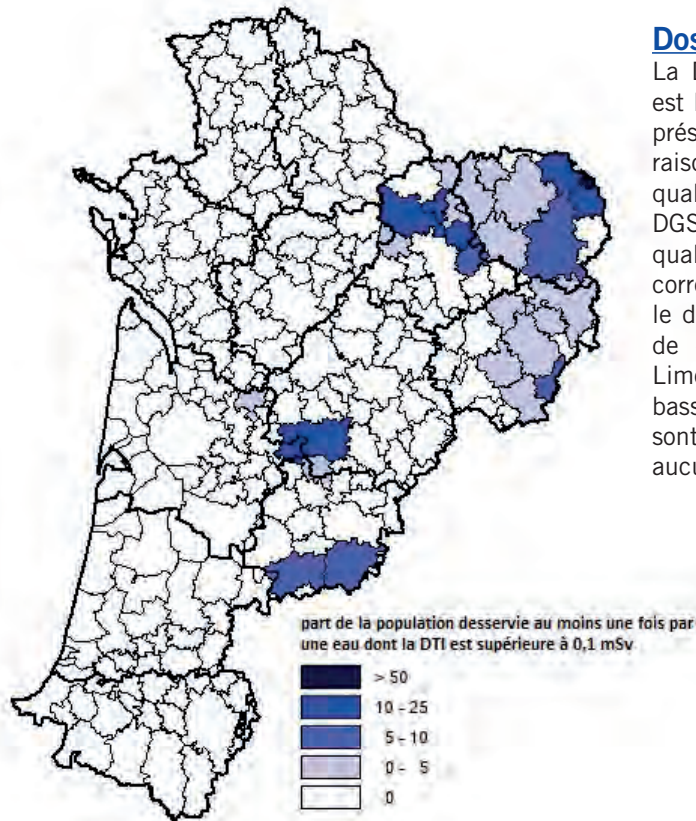 Dos
La
est
prés
raiso
qual
DGS
qual
corre
le d
de
Lime
bass
sont
aucu
part de la population desservie au moins une fois par
une eau dont la DTI est supérieure à 0,1 mSv
> 50
10 - 25
5 - 10
0 - 5
0